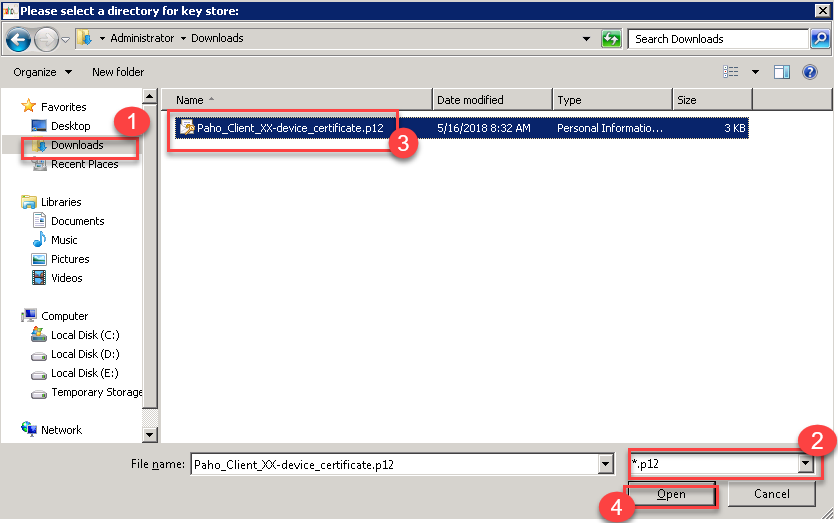 Please select a directory for key store:
Administrator Downloads
Search Downloads
Organize New folder
Favorites
Desktop
Downloads
Recent Places
Libraries
Documents
Music
Pictures
Videos
Computer
Local Disk (C:)
Local Disk (D:)
Local Disk (E:)
Temporary Storage
Network
1
Name Date modified Type Size
Paho_Client_XX-device_certificate.p12 5/16/2018 8:32 AM Personal Informatio... 3 KB
3
2
File name: Paho_Client_XX-device_certificate.p12 *.p12
4
Open Cancel